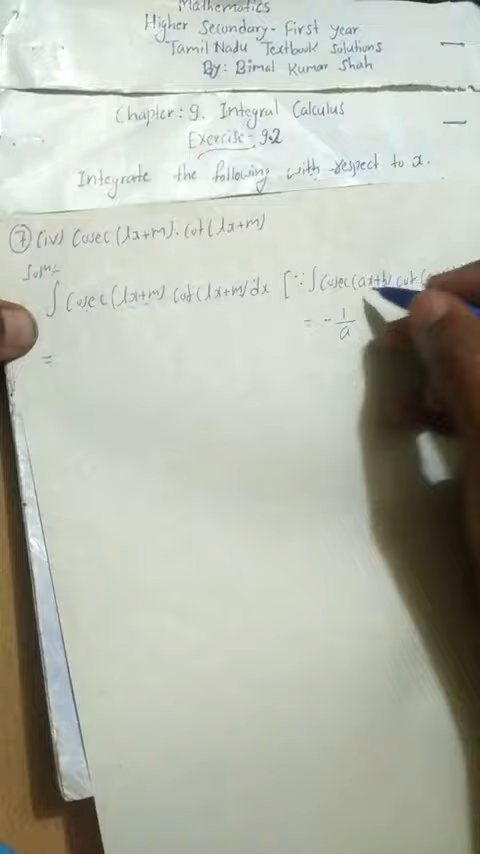 Mathematics
Higher Secondary - First year
Tamil Nadu Textbook Solutions
By: Bimal Kumar Shah
Chapter: 9. Integral Calculus
Exercise - 9.2
Integrate the following with respect to x.
⑦ (iv) Cosec (lx+m). Cot (lx+m)
Solⁿ:-
∫ Cosec (lx+m) Cot (lx+m) dx [∵ ∫ Cosec (ax+b) cot (
= - 1/a
=